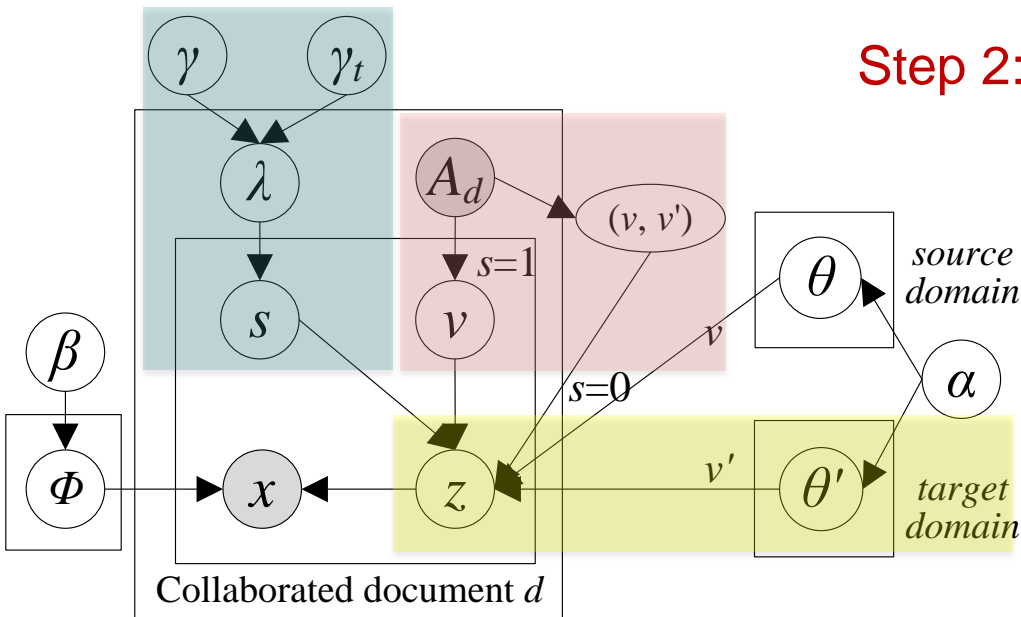 Step 2:
γ
γt
λ
Ad
(v, v')
s=1
s
v
θ
source
domain
v
β
s=0
α
Φ
x
z
v'
θ'
target
domain
Collaborated document d